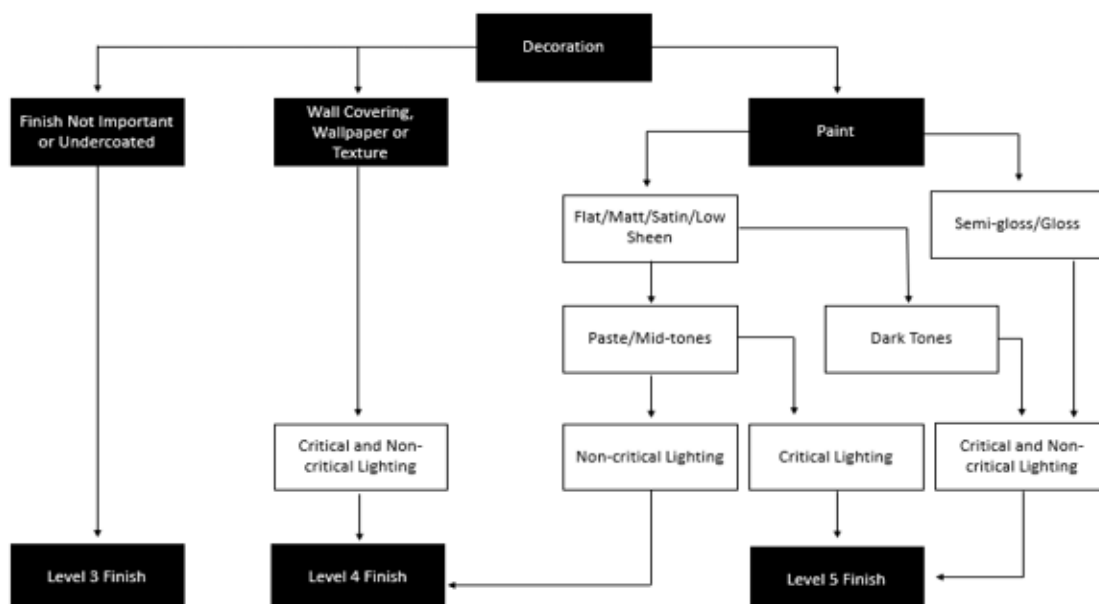 Decoration
Finish Not Important
or Undercoated
Wall Covering,
Wallpaper or
Texture
Paint
Flat/Matt/Satin/Low
Sheen
Semi-gloss/Gloss
Paste/Mid-tones
Dark Tones
Critical and Non-
critical Lighting
Non-critical Lighting
Critical Lighting
Critical and Non-
critical Lighting
Level 3 Finish
Level 4 Finish
Level 5 Finish